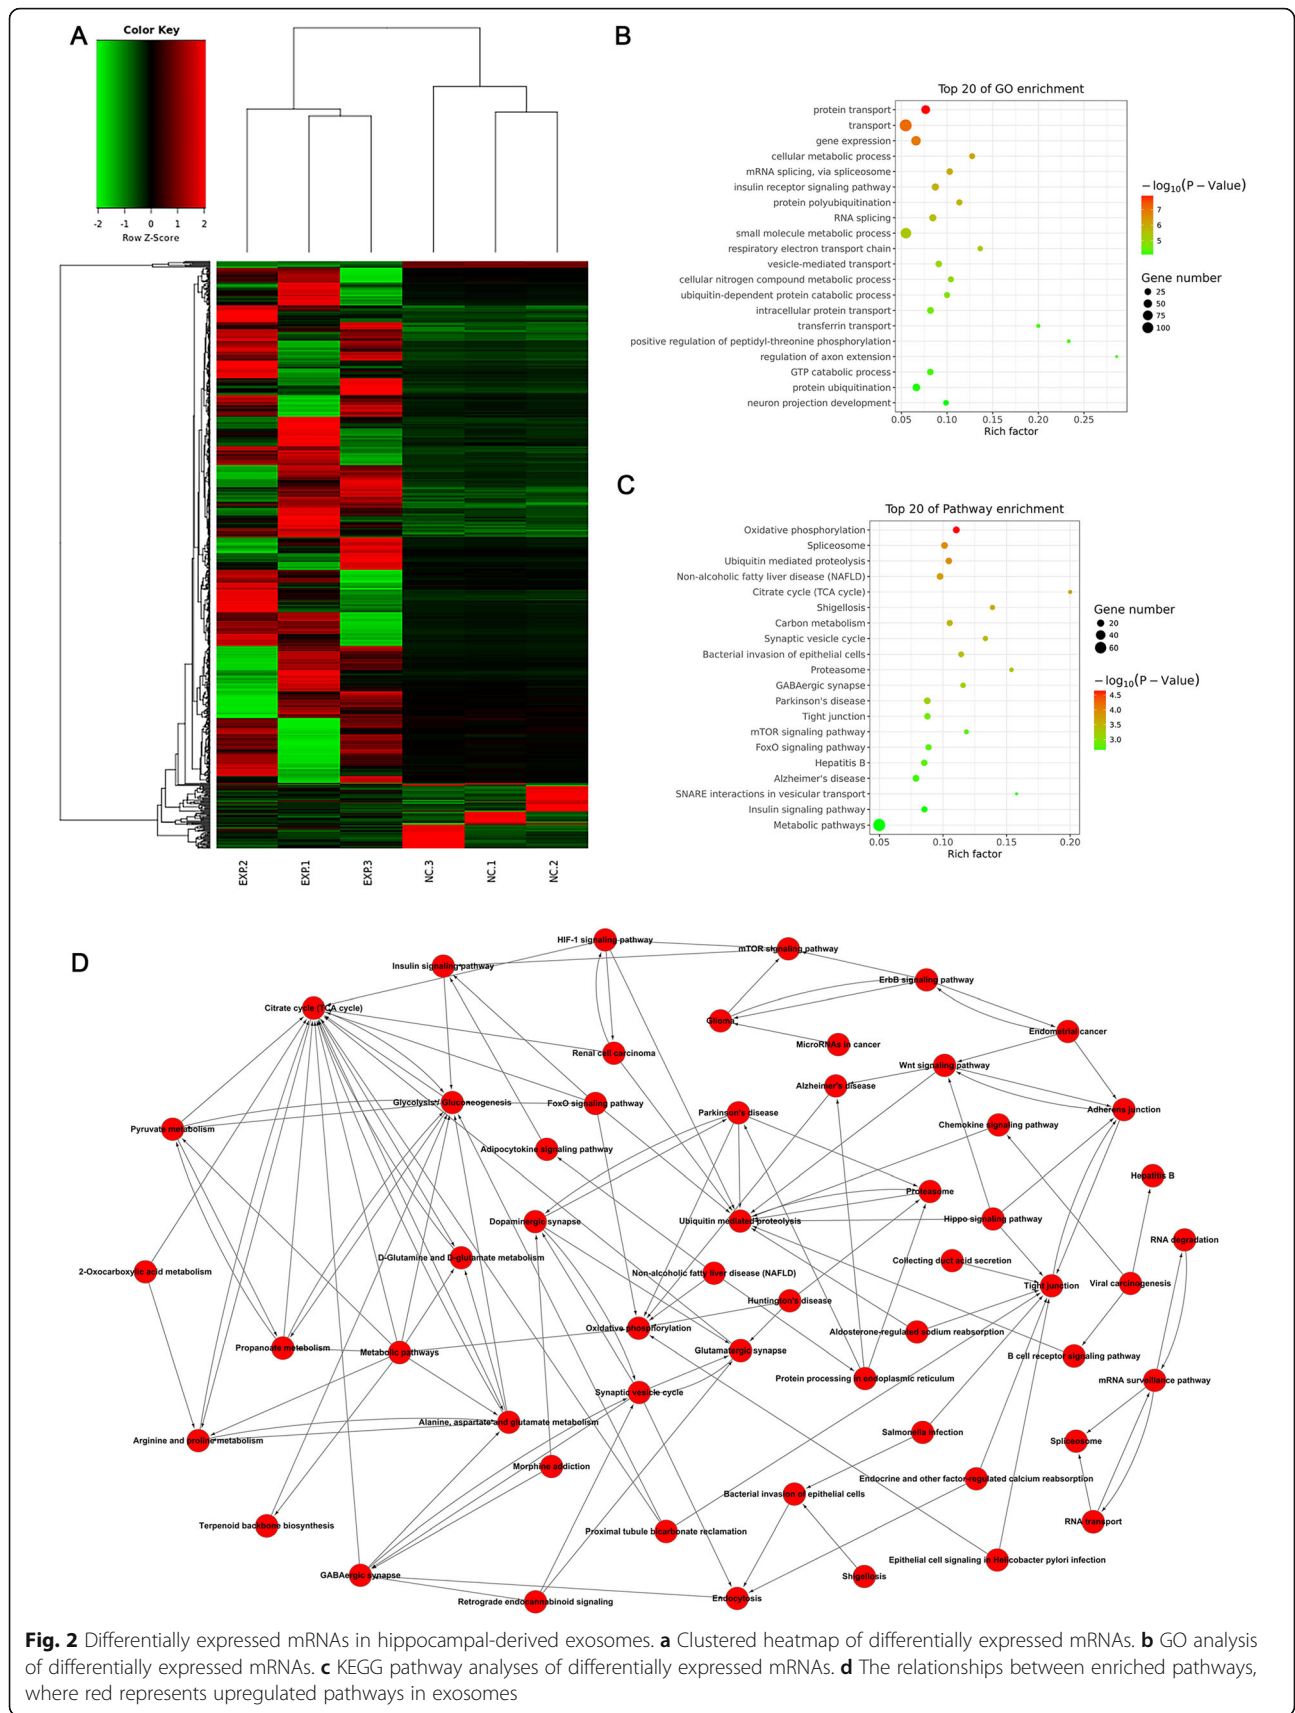 A
Color Key
-2 -1 0 1 2
Row Z-Score
EXP.2
EXP.1
EXP.3
NC.3
NC.1
NC.2
B
Top 20 of GO enrichment
protein transport
transport
gene expression
cellular metabolic process
mRNA splicing, via spliceosome
insulin receptor signaling pathway
protein polyubiquitination
RNA splicing
small molecule metabolic process
respiratory electron transport chain
vesicle-mediated transport
cellular nitrogen compound metabolic process
ubiquitin-dependent protein catabolic process
intracellular protein transport
transferrin transport
positive regulation of peptidyl-threonine phosphorylation
regulation of axon extension
GTP catabolic process
protein ubiquitination
neuron projection development
0.05 0.10 0.15 0.20 0.25
Rich factor
−log10(P−Value)
7
6
5
Gene number
25
50
75
100
C
Top 20 of Pathway enrichment
Oxidative phosphorylation
Spliceosome
Ubiquitin mediated proteolysis
Non-alcoholic fatty liver disease (NAFLD)
Citrate cycle (TCA cycle)
Shigellosis
Carbon metabolism
Synaptic vesicle cycle
Bacterial invasion of epithelial cells
Proteasome
GABAergic synapse
Parkinson's disease
Tight junction
mTOR signaling pathway
FoxO signaling pathway
Hepatitis B
Alzheimer's disease
SNARE interactions in vesicular transport
Insulin signaling pathway
Metabolic pathways
0.05 0.10 0.15 0.20
Rich factor
Gene number
20
40
60
−log10(P−Value)
4.5
4.0
3.5
3.0
D
HIF-1 signaling pathway
mTOR signaling pathway
Insulin signaling pathway
ErbB signaling pathway
Citrate cycle (TCA cycle)
Glioma
Endometrial cancer
MicroRNAs in cancer
Renal cell carcinoma
Wnt signaling pathway
Alzheimer's disease
Glycolysis / Gluconeogenesis
FoxO signaling pathway
Parkinson's disease
Adherens junction
Pyruvate metabolism
Chemokine signaling pathway
Adipocytokine signaling pathway
Hepatitis B
Proteasome
Dopaminergic synapse
Ubiquitin mediated proteolysis
Hippo signaling pathway
RNA degradation
D-Glutamine and D-glutamate metabolism
Collecting duct acid secretion
2-Oxocarboxylic acid metabolism
Non-alcoholic fatty liver disease (NAFLD)
Tight junction
Viral carcinogenesis
Huntington's disease
Oxidative phosphorylation
Aldosterone-regulated sodium reabsorption
Propanoate metabolism
Metabolic pathways
Glutamatergic synapse
B cell receptor signaling pathway
Protein processing in endoplasmic reticulum
mRNA surveillance pathway
Synaptic vesicle cycle
Alanine, aspartate and glutamate metabolism
Salmonella infection
Arginine and proline metabolism
Spliceosome
Morphine addiction
Endocrine and other factor-regulated calcium reabsorption
Bacterial invasion of epithelial cells
Terpenoid backbone biosynthesis
Proximal tubule bicarbonate reclamation
RNA transport
Epithelial cell signaling in Helicobacter pylori infection
GABAergic synapse
Shigellosis
Retrograde endocannabinoid signaling
Endocytosis
Fig. 2 Differentially expressed mRNAs in hippocampal-derived exosomes. a Clustered heatmap of differentially expressed mRNAs. b GO analysis
of differentially expressed mRNAs. c KEGG pathway analyses of differentially expressed mRNAs. d The relationships between enriched pathways,
where red represents upregulated pathways in exosomes